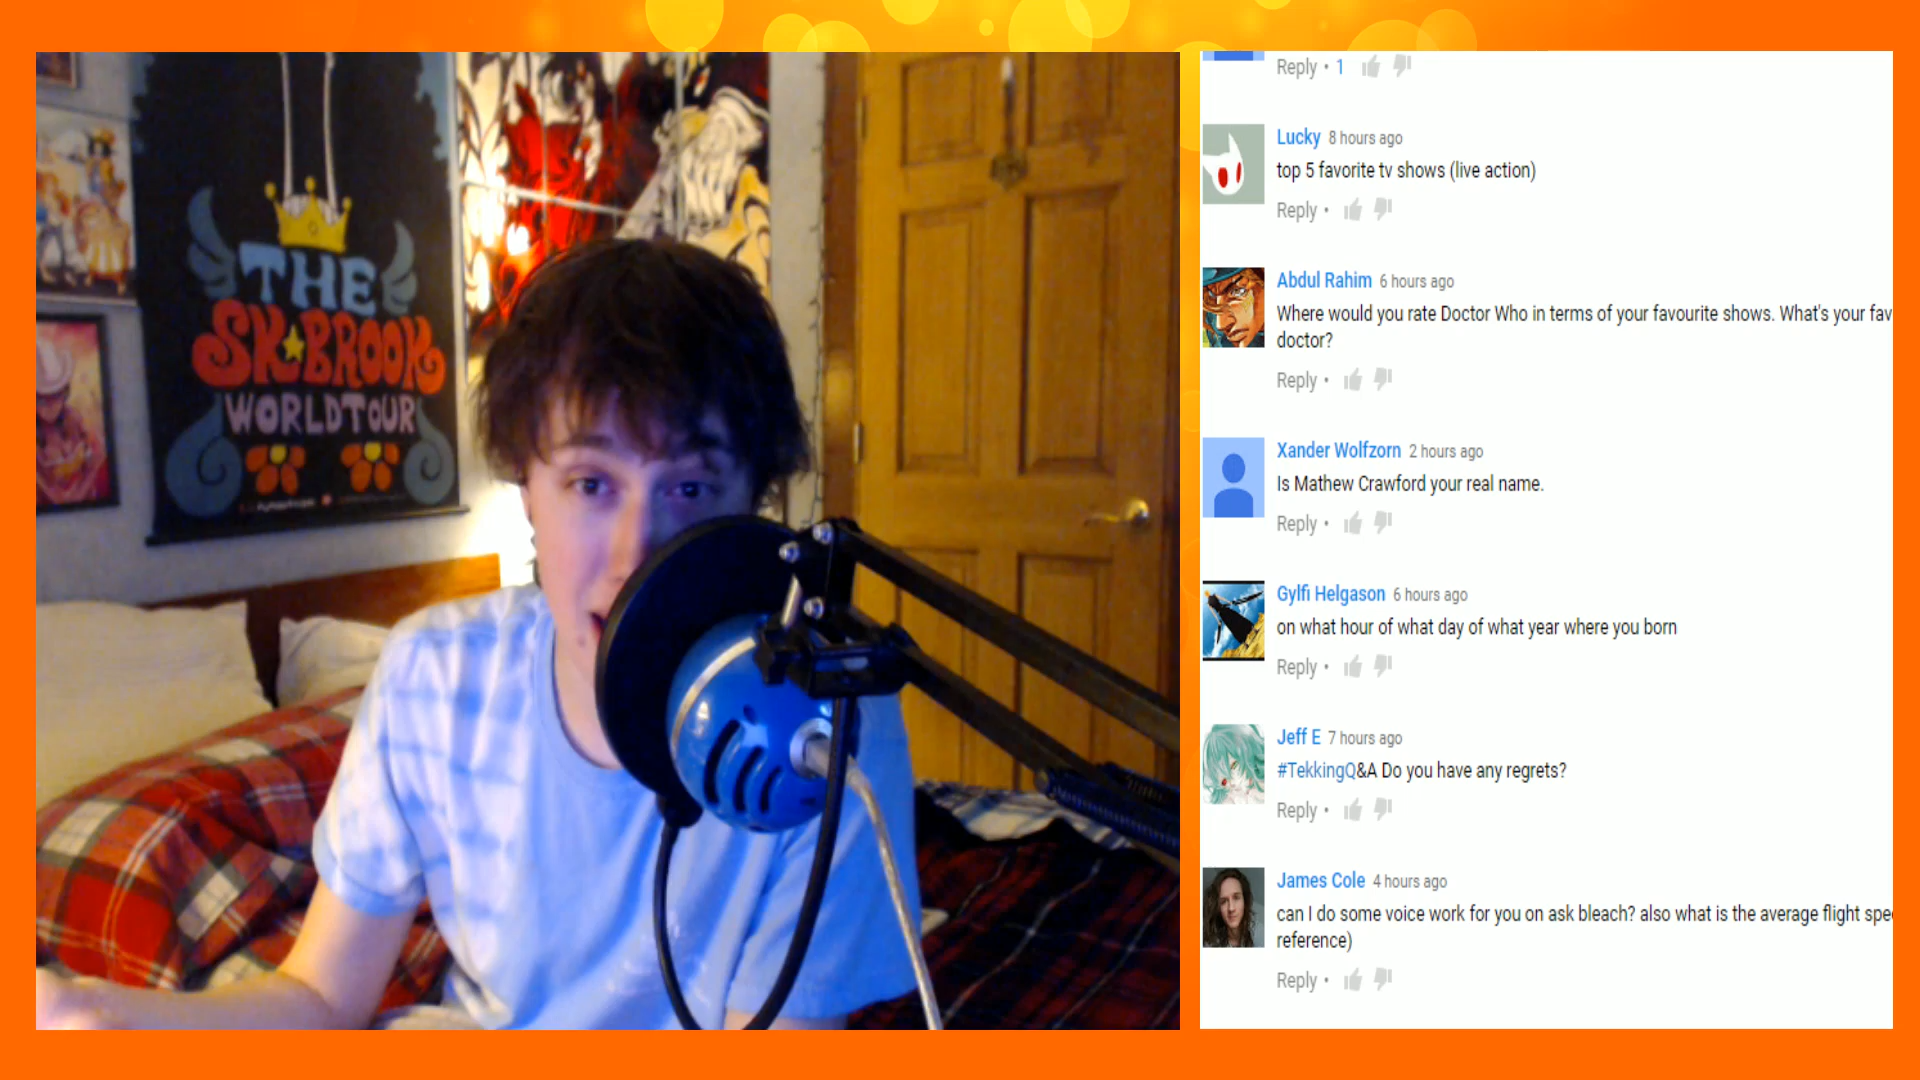 THE
SK★BROOK
WORLD TOUR
Reply • 1
Lucky 8 hours ago
top 5 favorite tv shows (live action)
Reply •
Abdul Rahim 6 hours ago
Where would you rate Doctor Who in terms of your favourite shows. What's your fav
doctor?
Reply •
Xander Wolfzorn 2 hours ago
Is Mathew Crawford your real name.
Reply •
Gylfi Helgason 6 hours ago
on what hour of what day of what year where you born
Reply •
Jeff E 7 hours ago
#TekkingQ&A Do you have any regrets?
Reply •
James Cole 4 hours ago
can I do some voice work for you on ask bleach? also what is the average flight spe
reference)
Reply •